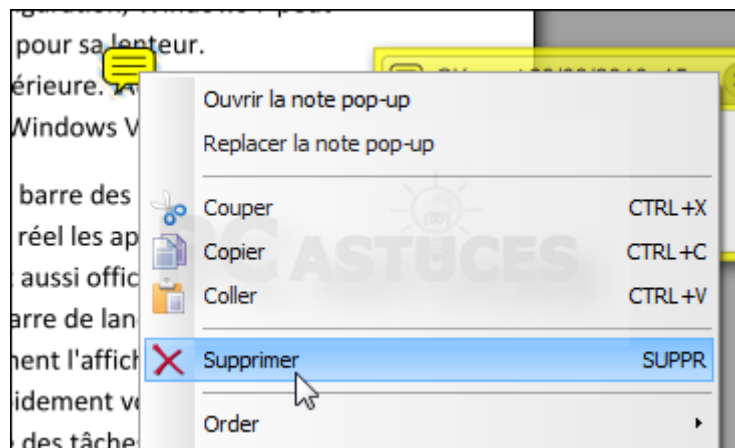 pour sa lenteur.
érieure.
Windows V
barre des
réel les ap
aussi offic
arre de lan
nent l'affich
idement vo
des tâche
Ouvrir la note pop-up
Replacer la note pop-up
Couper CTRL+X
Copier CTRL+C
Coller CTRL+V
Supprimer SUPPR
Order
PC ASTUCES